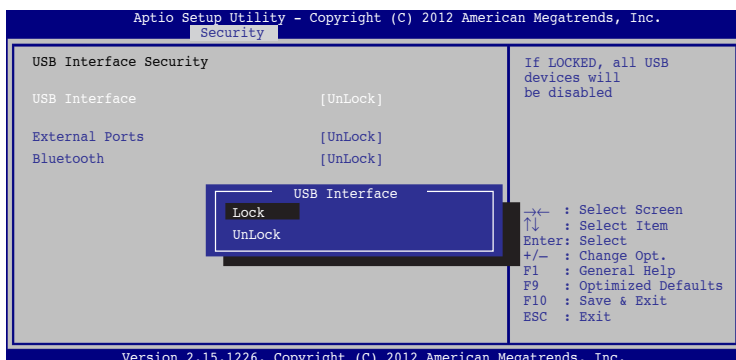 Aptio Setup Utility – Copyright (C) 2012 American Megatrends, Inc.
Security
USB Interface Security
USB Interface [UnLock]
External Ports [UnLock]
Bluetooth [UnLock]
USB Interface
Lock
UnLock
If LOCKED, all USB
devices will
be disabled
→← : Select Screen
↑↓ : Select Item
Enter: Select
+/— : Change Opt.
F1 : General Help
F9 : Optimized Defaults
F10 : Save & Exit
ESC : Exit
Version 2.15.1226. Copyright (C) 2012 American Megatrends, Inc.